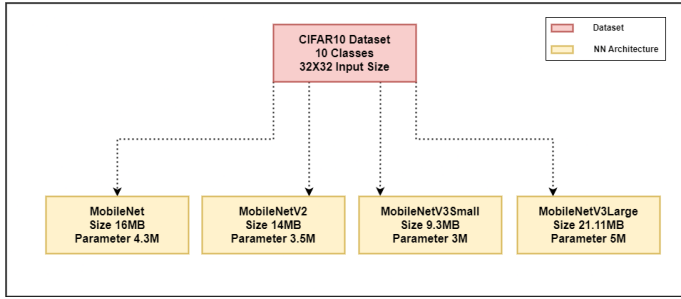 CIFAR10 Dataset
10 Classes
32X32 Input Size
Dataset
NN Architecture
MobileNet
Size 16MB
Parameter 4.3M
MobileNetV2
Size 14MB
Parameter 3.5M
MobileNetV3Small
Size 9.3MB
Parameter 3M
MobileNetV3Large
Size 21.11MB
Parameter 5M